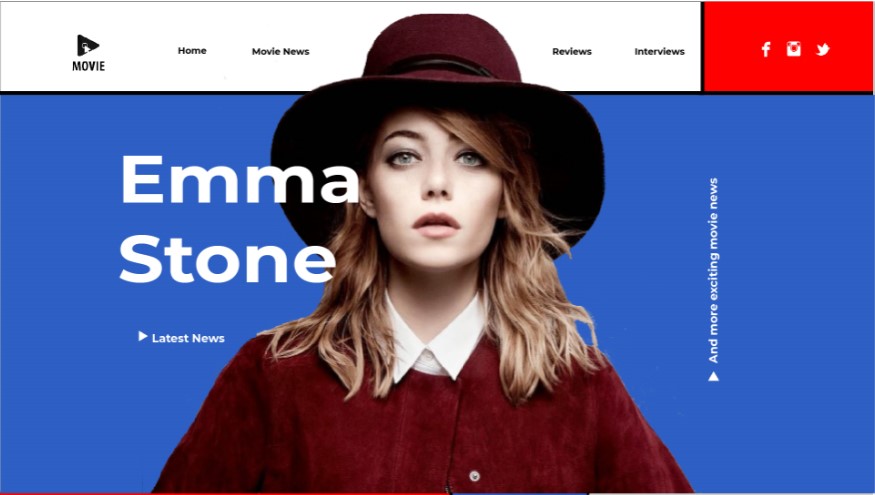 MOVIE
Home
Movie News
Reviews
Interviews
Emma
Stone
Latest News
And more exciting movie news